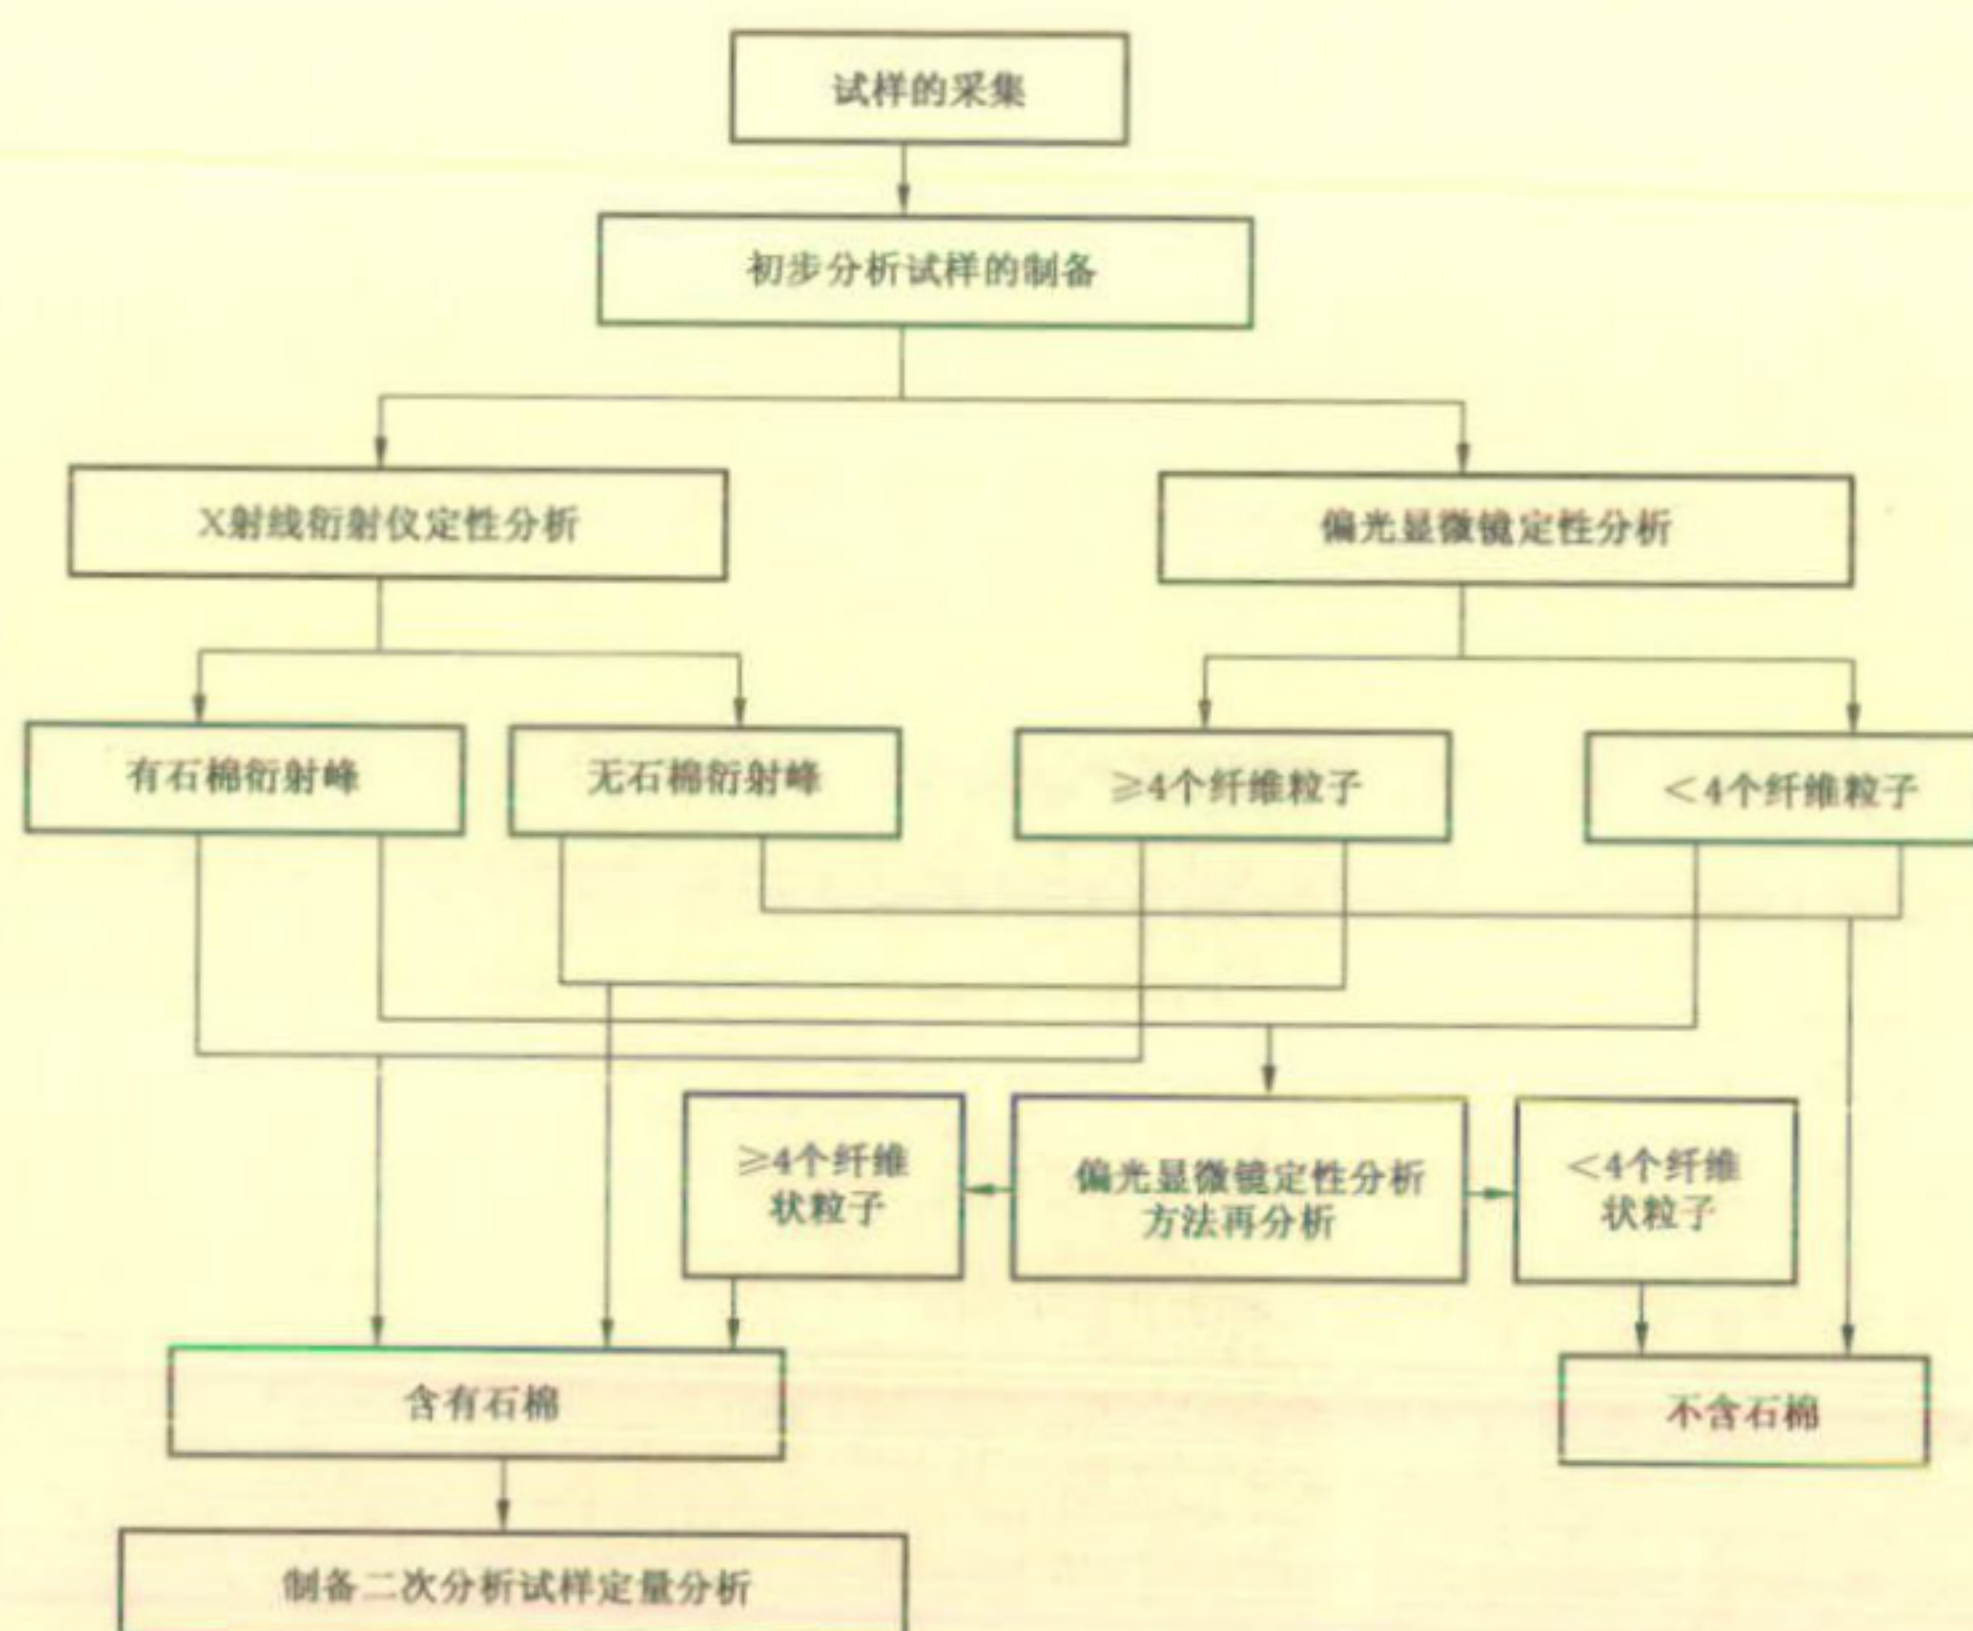 试样的采集
初步分析试样的制备
X射线衍射仪定性分析
偏光显微镜定性分析
有石棉衍射峰
无石棉衍射峰
≥4个纤维粒子
<4个纤维粒子
≥4个纤维
状粒子
偏光显微镜定性分析
方法再分析
<4个纤维
状粒子
含有石棉
不含石棉
制备二次分析试样定量分析